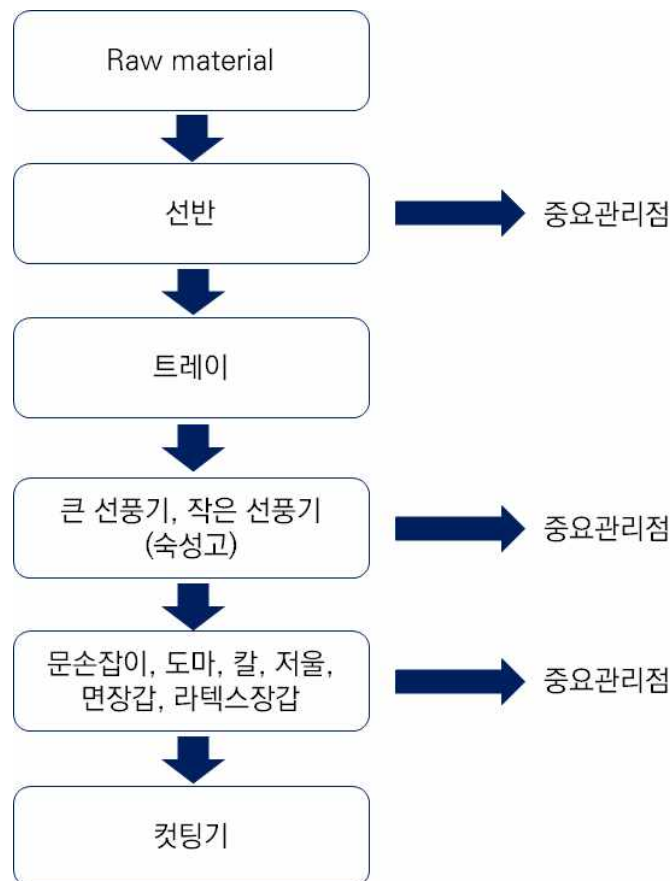 Raw material
선반
중요관리점
트레이
큰 선풍기, 작은 선풍기
(숙성고)
중요관리점
문손잡이, 도마, 칼, 저울,
면장갑, 라텍스장갑
중요관리점
컷팅기